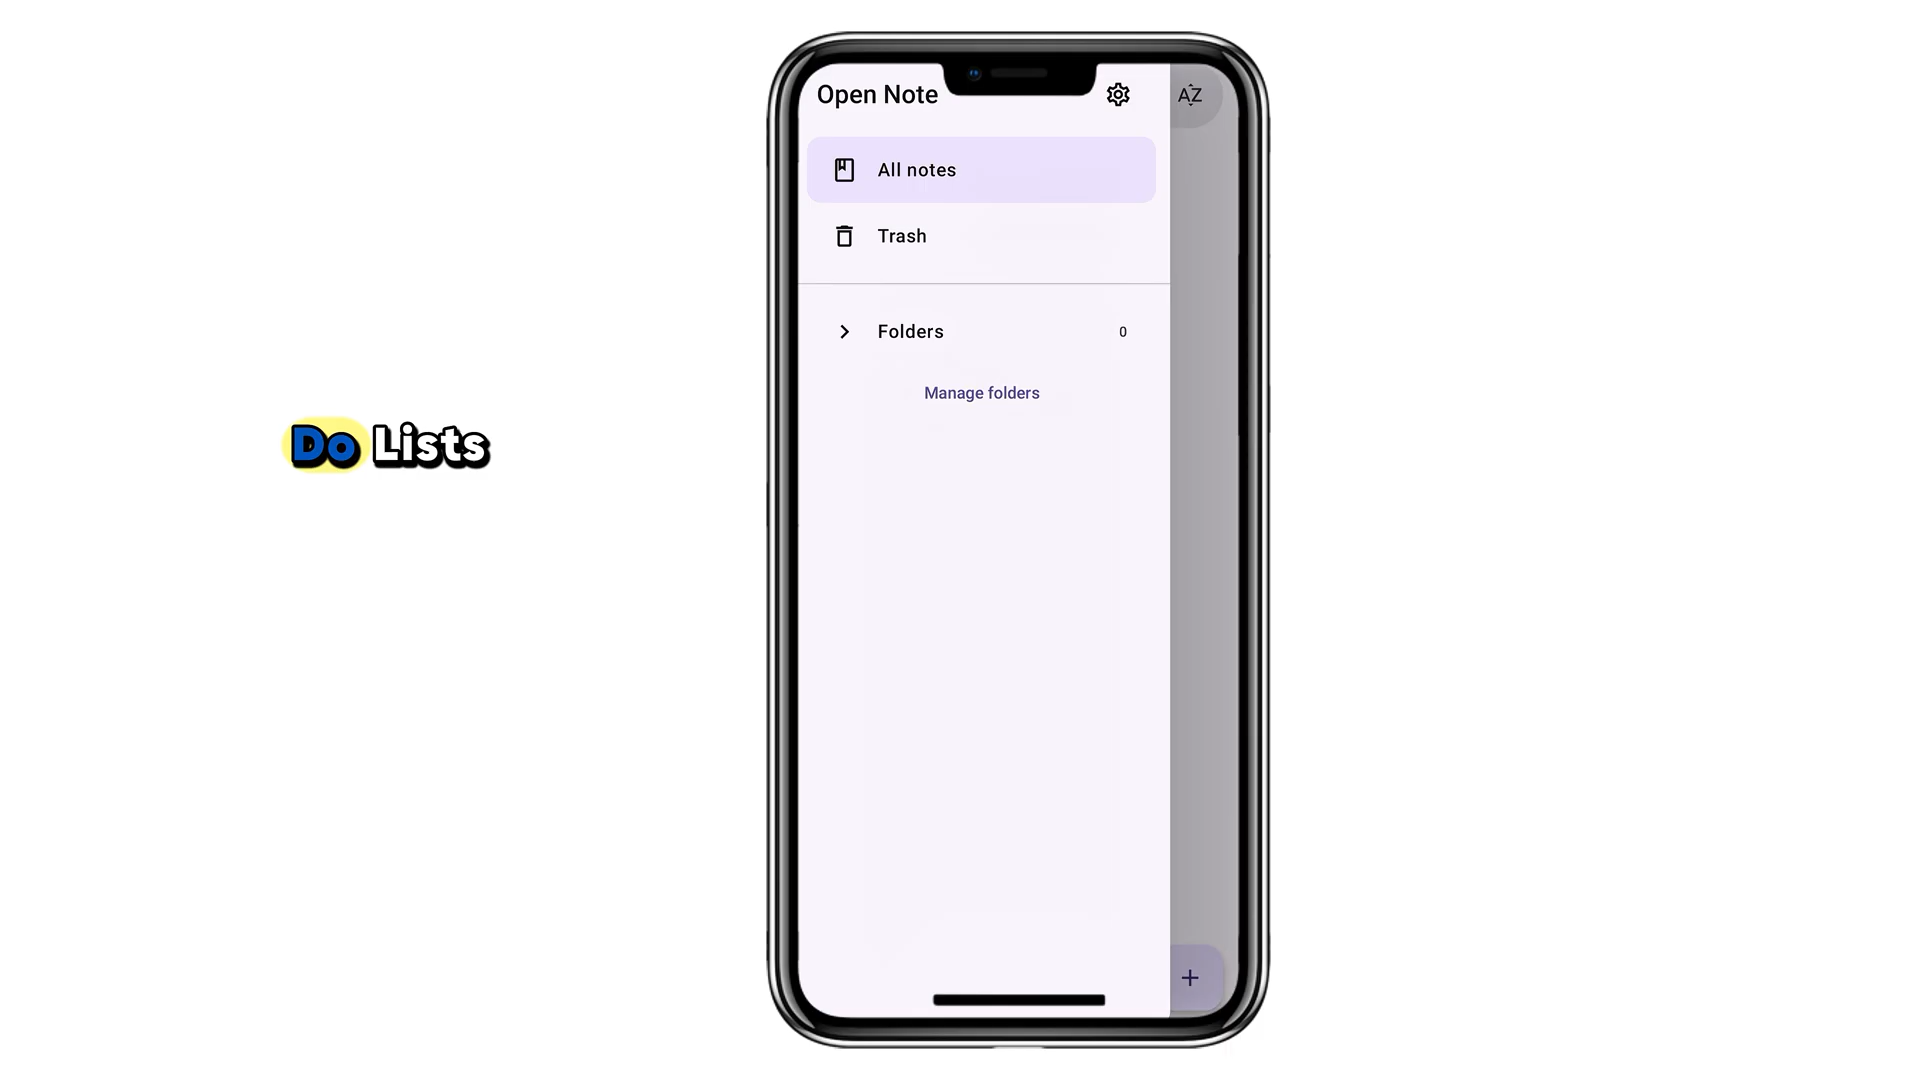 Open Note
AZ
All notes
Trash
Folders 0
Manage folders
Do Lists